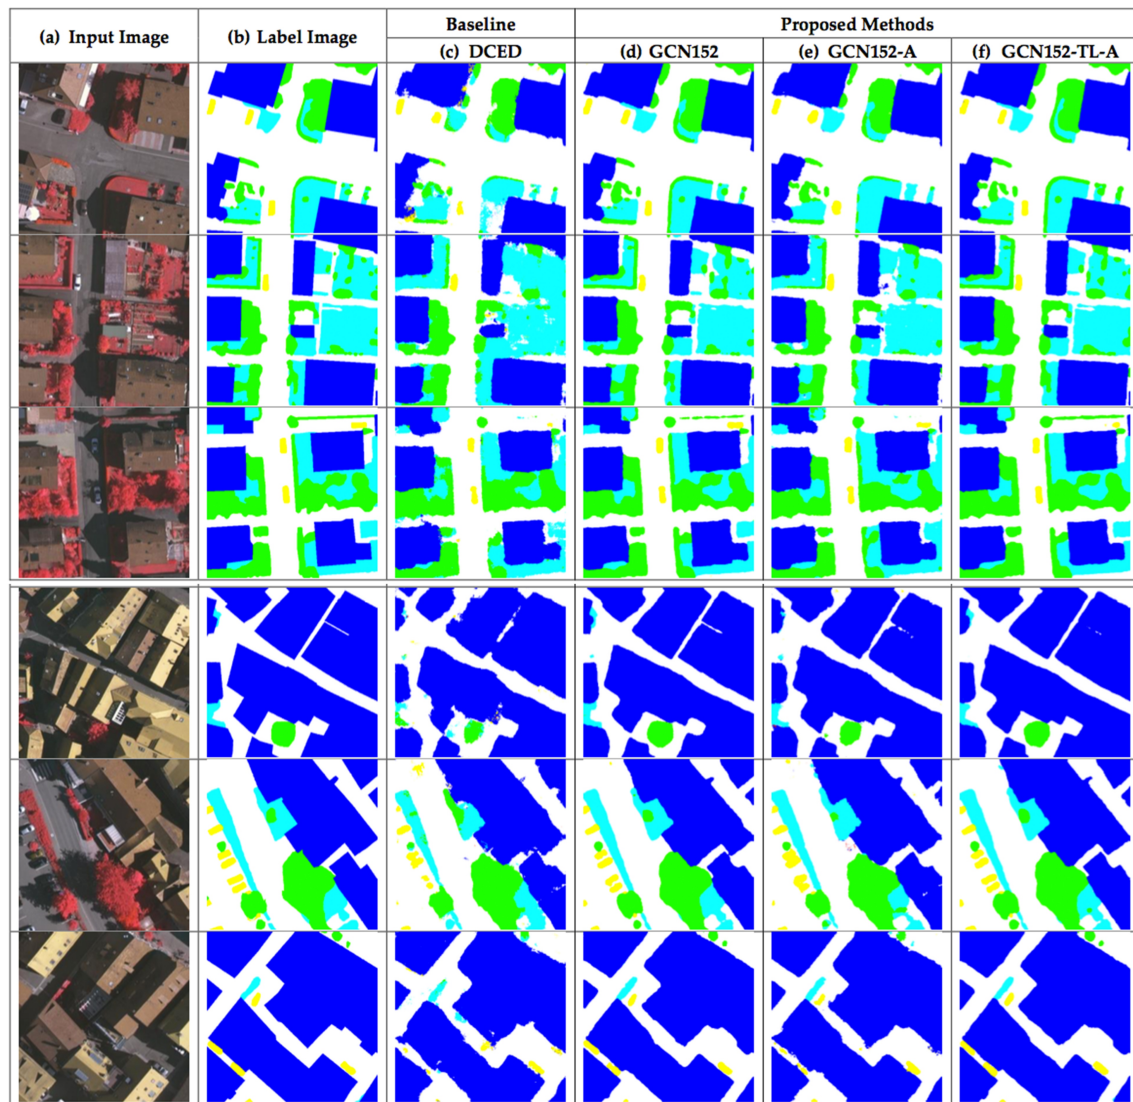 Baseline
Proposed Methods
(a) Input Image
(b) Label Image
(c) DCED
(d) GCN152
(e) GCN152-A
(f) GCN152-TL-A